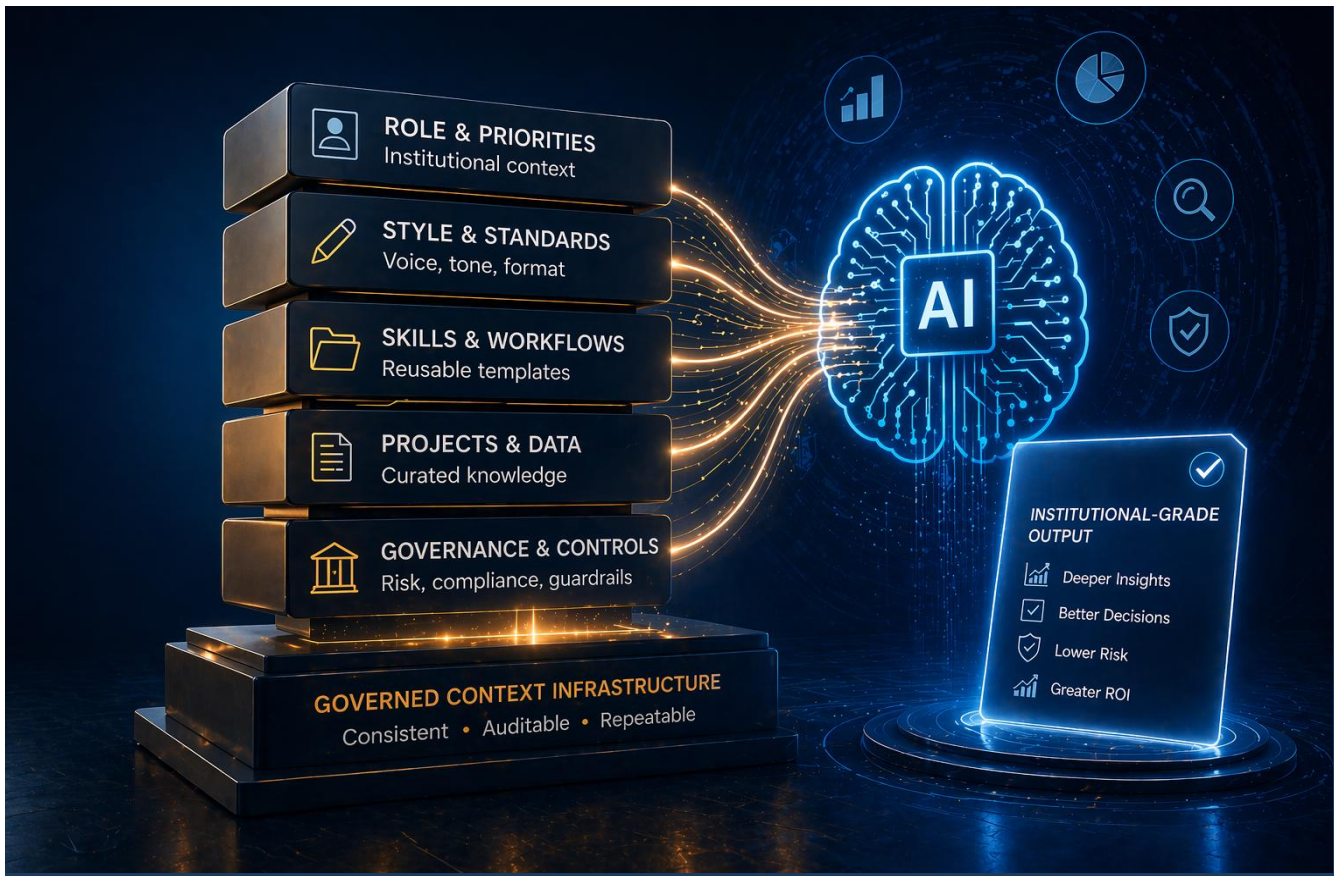 ROLE & PRIORITIES
Institutional context
STYLE & STANDARDS
Voice, tone, format
SKILLS & WORKFLOWS
Reusable templates
PROJECTS & DATA
Curated knowledge
GOVERNANCE & CONTROLS
Risk, compliance, guardrails
GOVERNED CONTEXT INFRASTRUCTURE
Consistent • Auditable • Repeatable
AI
INSTITUTIONAL-GRADE
OUTPUT
Deeper Insights
Better Decisions
Lower Risk
Greater ROI